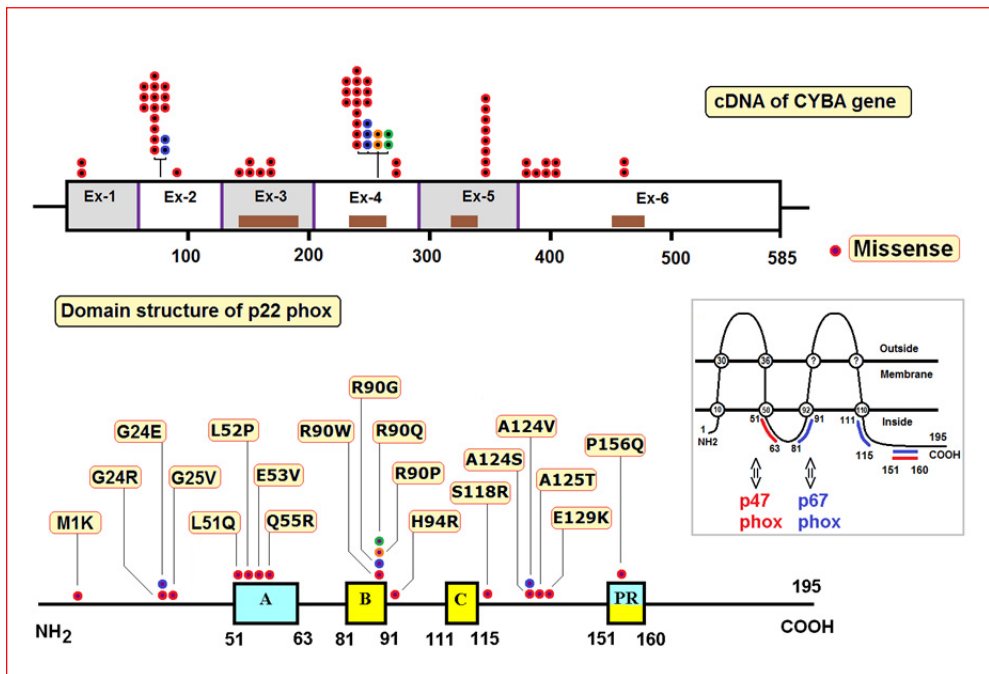 cDNA of CYBA gene
Ex-1
Ex-2
Ex-3
Ex-4
Ex-5
Ex-6
100
200
300
400
500
585
Missense
Domain structure of p22 phox
R90G
G24E
L52P
R90W
R90Q
A124V
P156Q
G24R
G25V
E53V
R90P
A124S
A125T
M1K
L51Q
Q55R
H94R
S118R
E129K
A
B
C
PR
195
NH2
51
63
81
91
111
115
151
160
COOH
30
36
?
?
Outside
Membrane
10
50
92
110
Inside
1
NH2
51
63
81
91
111
115
195
COOH
151
160
p47
phox
p67
phox